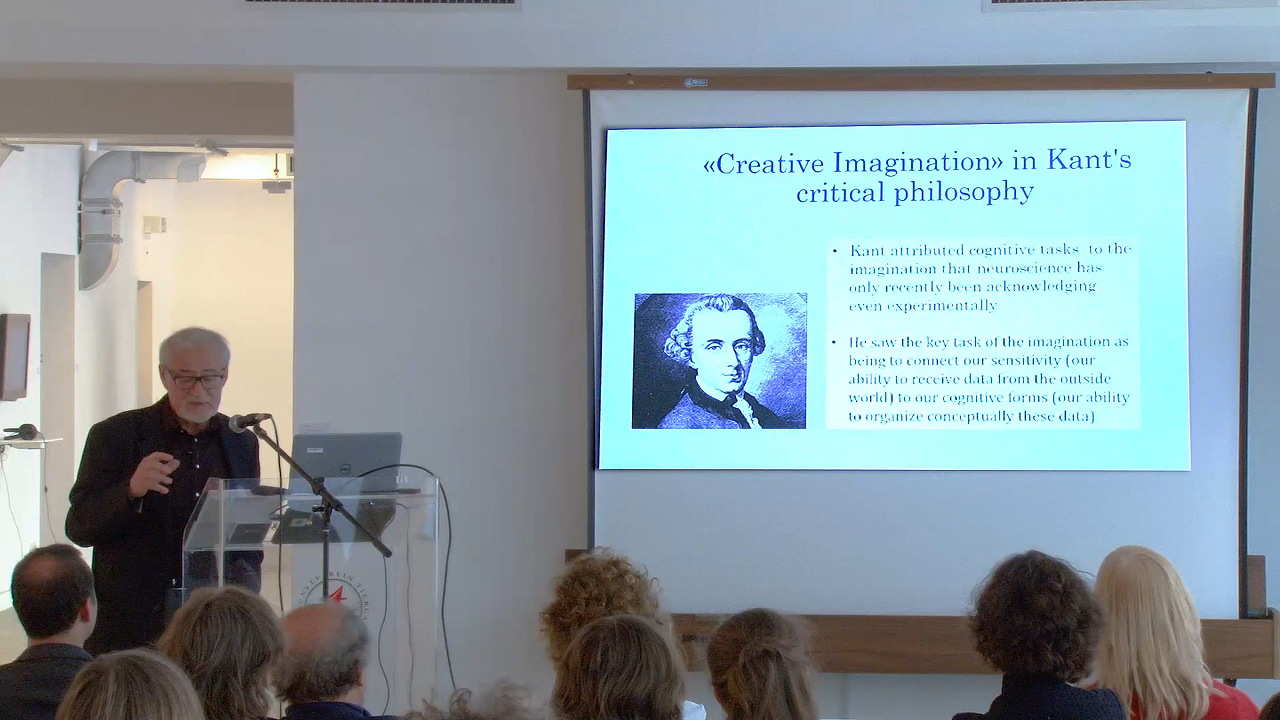 «Creative Imagination» in Kant's
critical philosophy
• Kant attributed cognitive tasks to the
imagination that neuroscience has
only recently been acknowledging
even experimentally
• He saw the key task of the imagination as
being to connect our sensitivity (our
ability to receive data from the outside
world) to our cognitive forms (our ability
to organize conceptually these data)
DELL